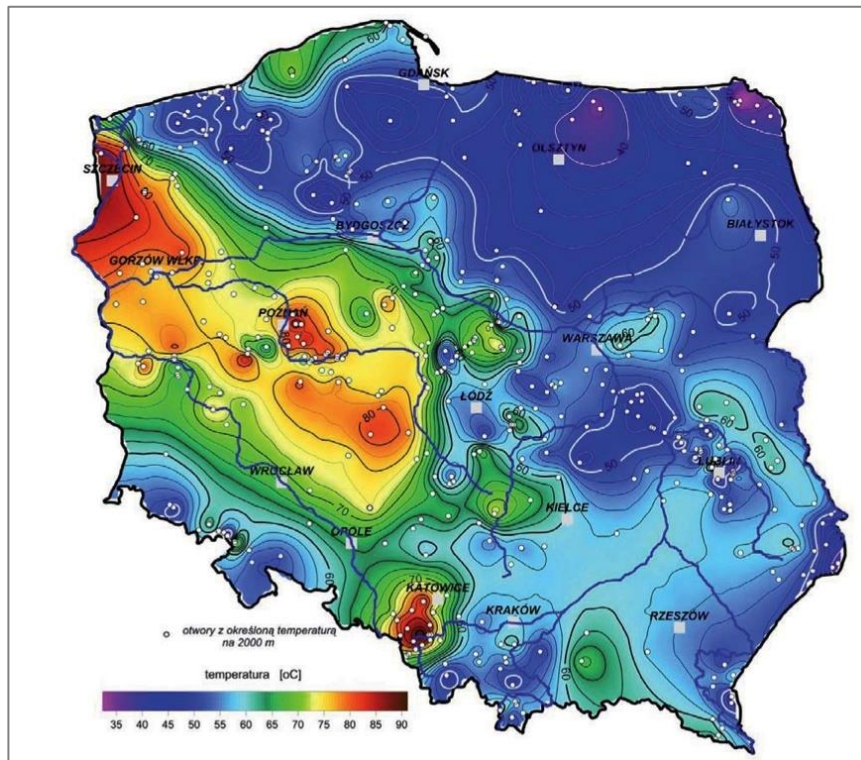 GDAŃSK
OLSZTYN
SZCZECIN
BIAŁYSTOK
BYDGOSZCZ
GORZÓW WLKP
POZNAŃ
WARSZAWA
ŁÓDŹ
LUBLIN
WROCŁAW
KIELCE
OPOLE
KATOWICE
KRAKÓW
RZESZÓW
otwory z określoną temperaturą
na 2000 m
temperatura [oC]
35 40 45 50 55 60 65 70 75 80 85 90